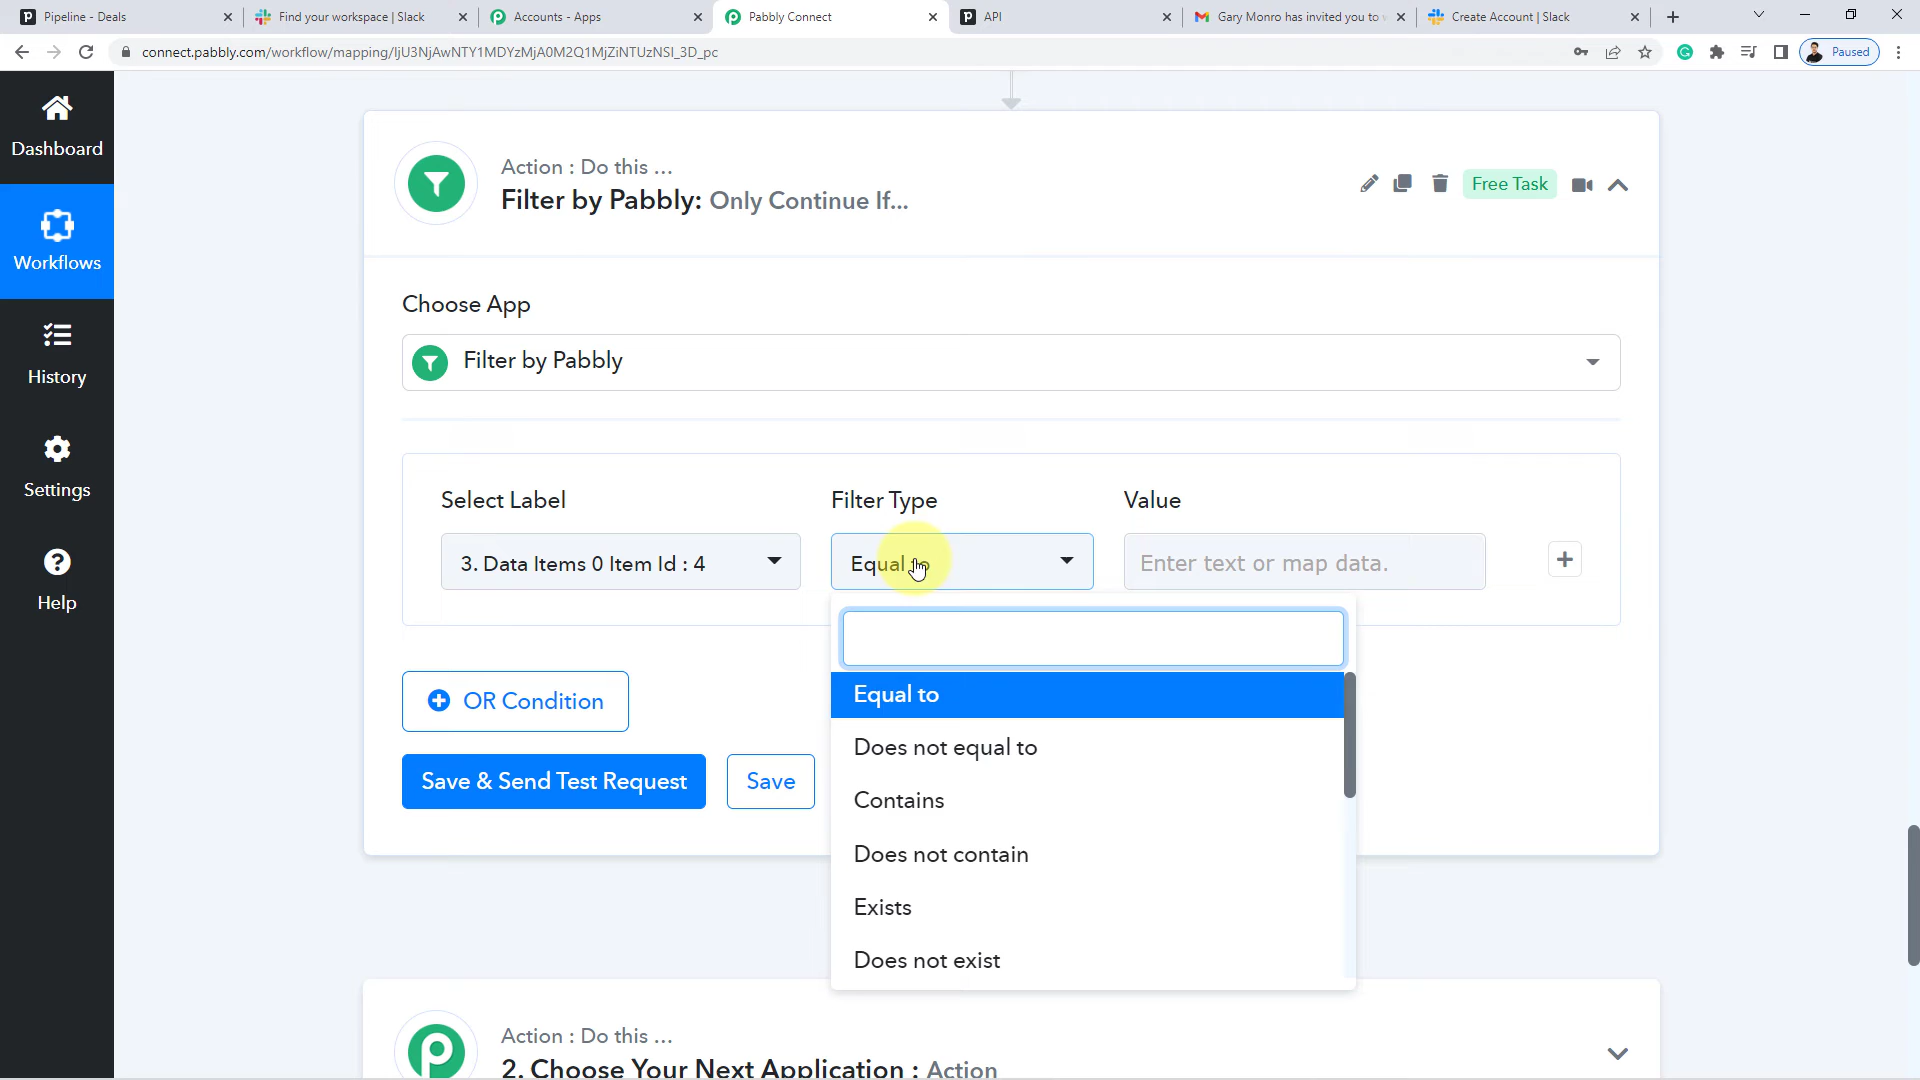 Pipeline - Deals
Find your workspace | Slack
Accounts - Apps
Pabbly Connect
API
Gary Monro has invited you to
Create Account | Slack
connect.pabbly.com/workflow/mapping/IjU3NjAwNTY1MDYzMjA0M2Q1MjZiNTUzNSI_3D_pc
Paused
Dashboard
Workflows
History
Settings
Help
Action : Do this ...
Filter by Pabbly: Only Continue If...
Free Task
Choose App
Filter by Pabbly
Select Label
Filter Type
Value
3. Data Items 0 Item Id : 4
Equal to
Enter text or map data.
OR Condition
Save & Send Test Request
Save
Equal to
Does not equal to
Contains
Does not contain
Exists
Does not exist
Action : Do this ...
2. Choose Your Next Application : Action